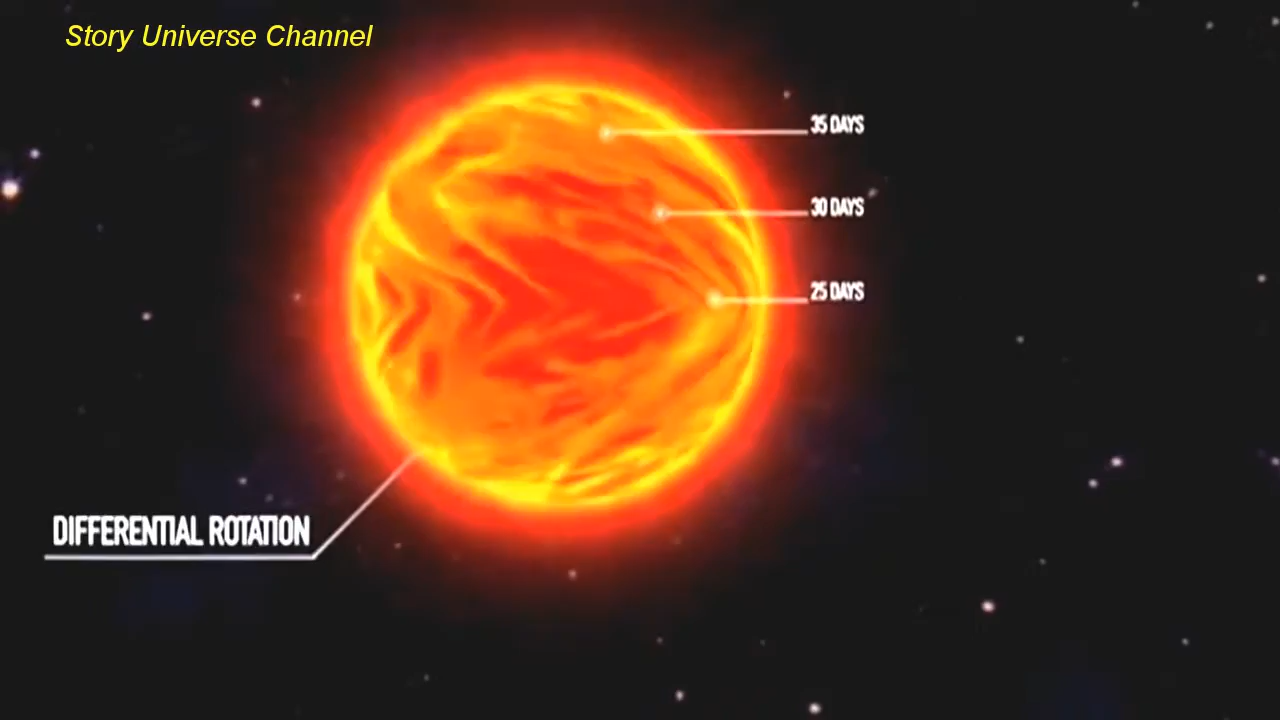 Story Universe Channel
35 DAYS
30 DAYS
25 DAYS
DIFFERENTIAL ROTATION